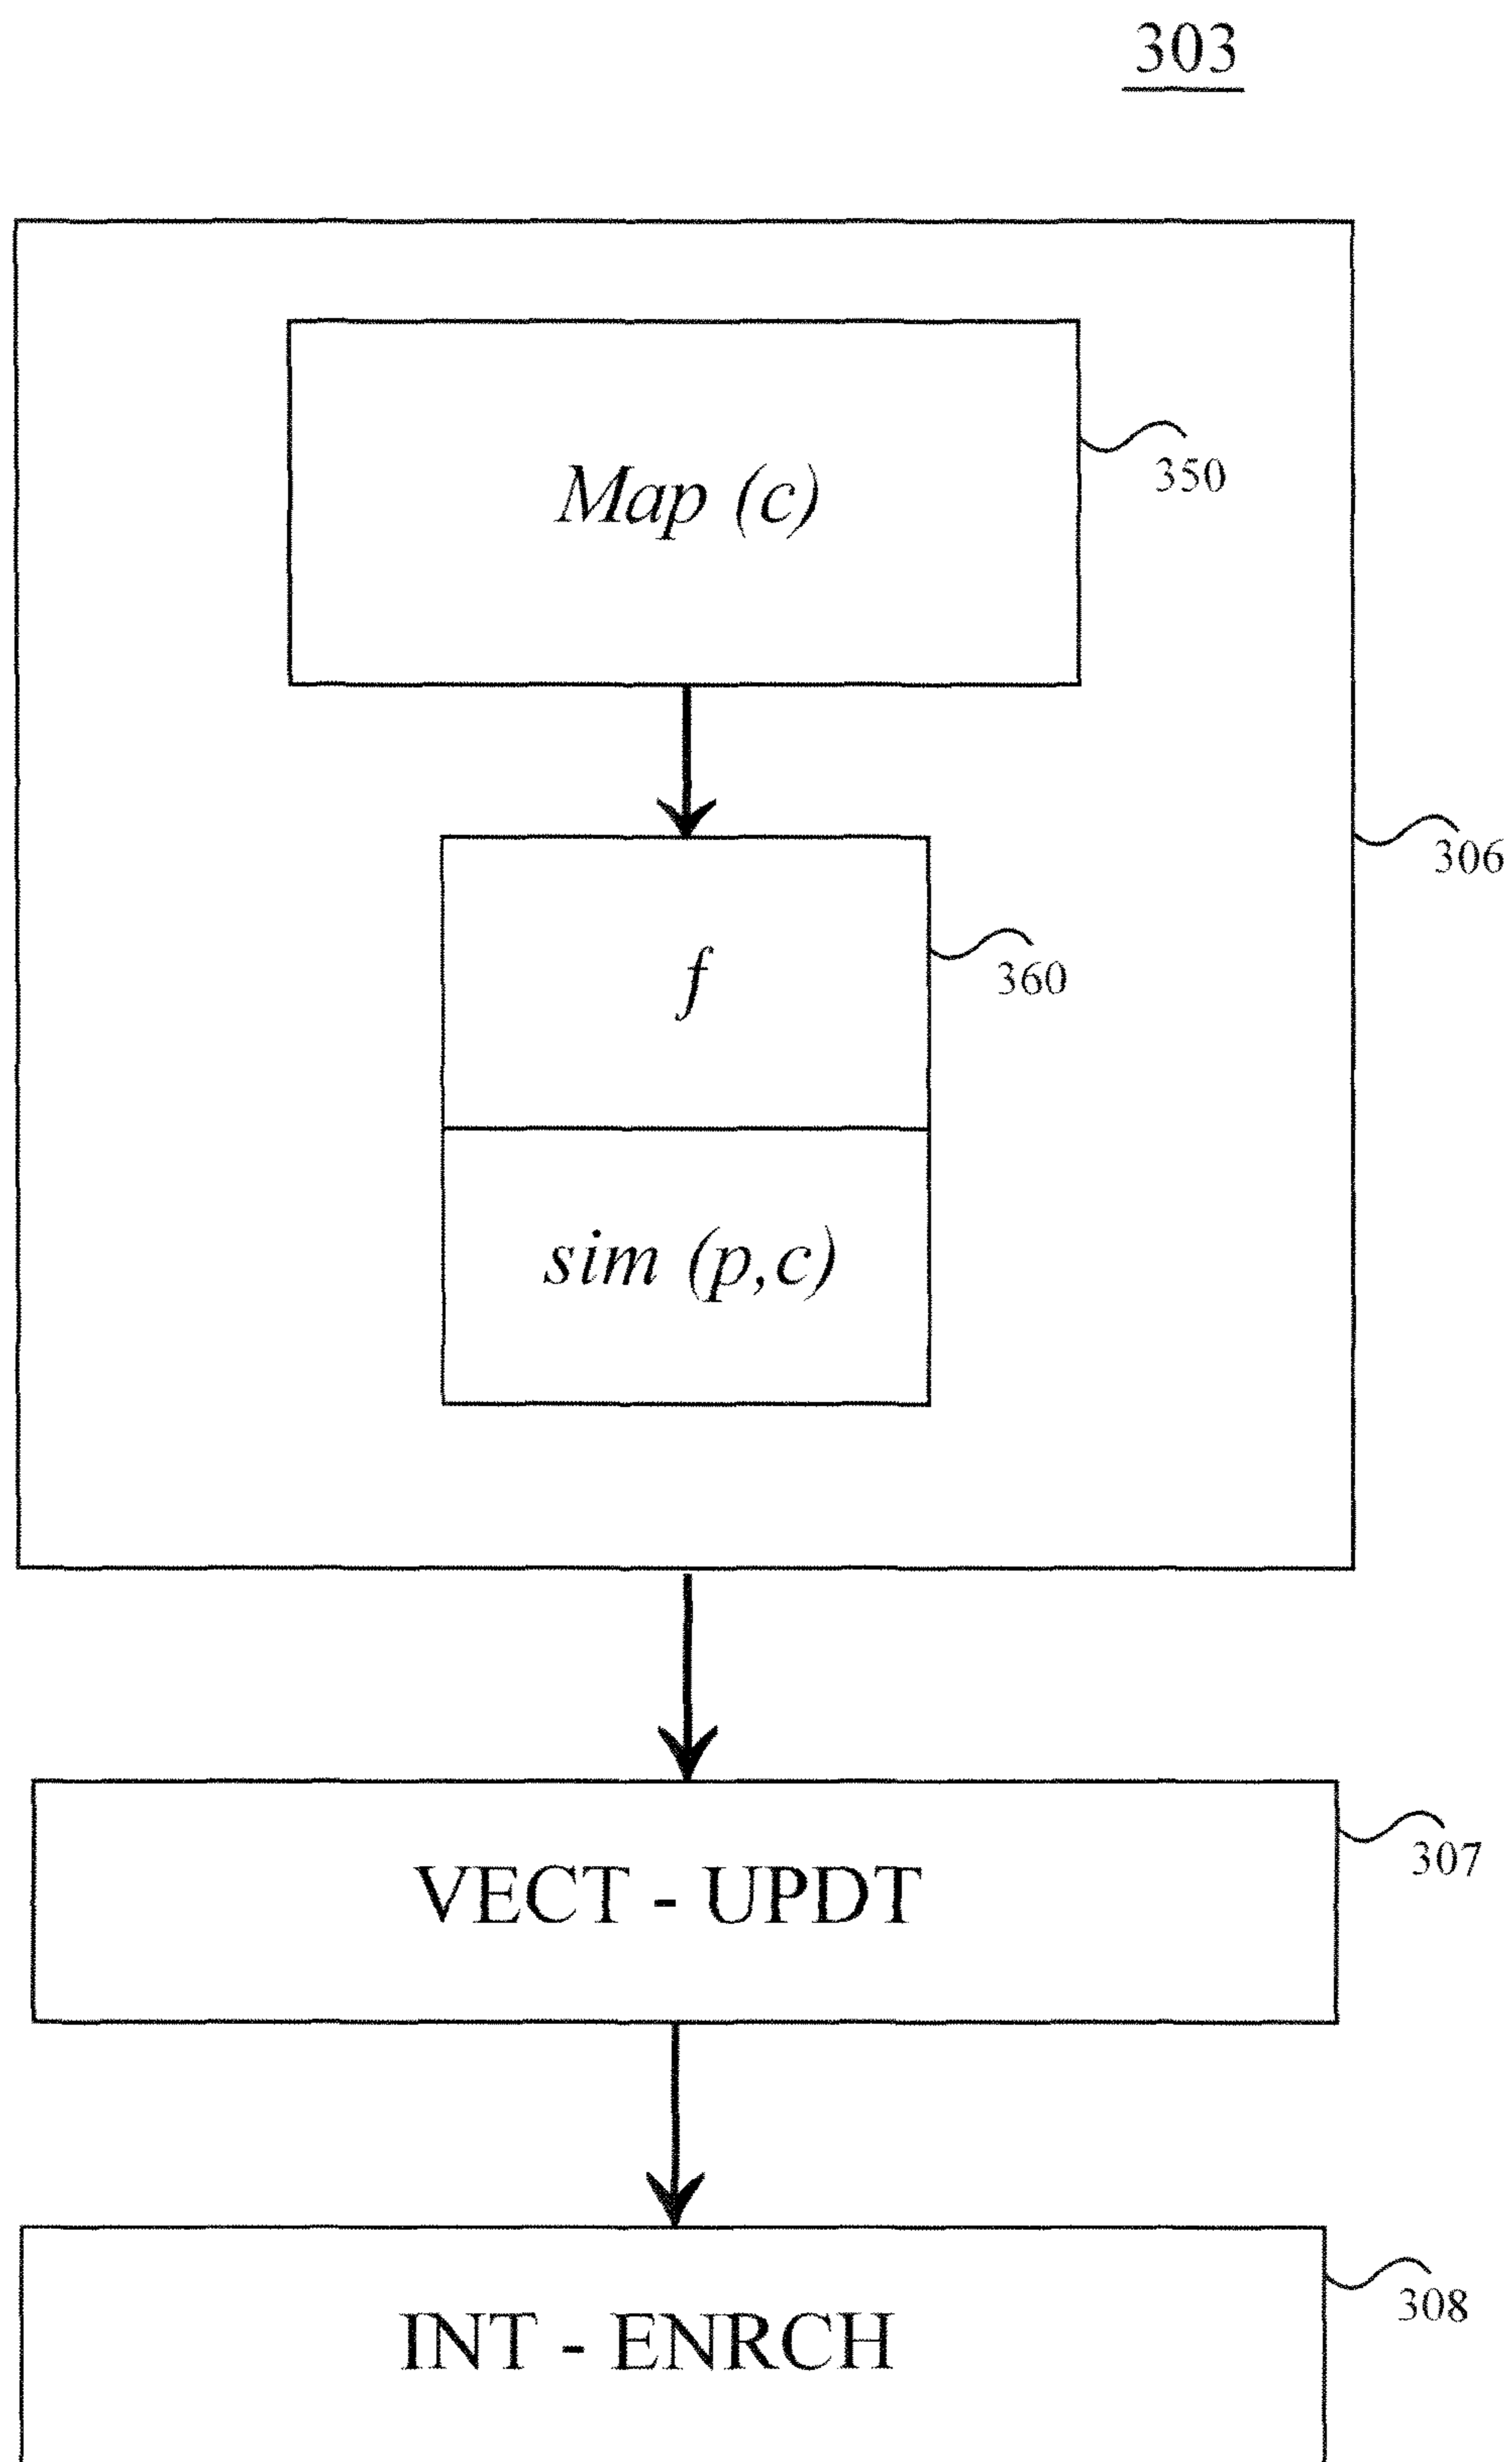 303
Map (c)
350
306
f
360
sim (p,c)
VECT - UPDT
307
INT - ENRCH
308